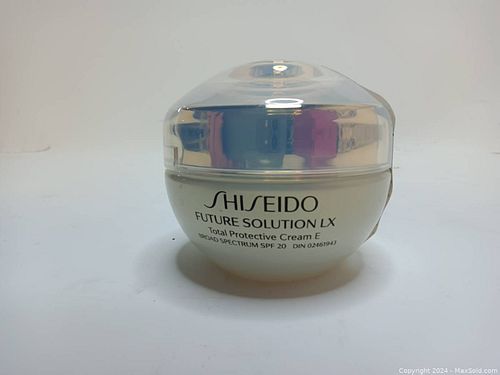 SHISEIDO
FUTURE SOLUTION LX
Total Protective Cream E
BROAD SPECTRUM SPF 20 DIN 02461943
Copyright 2024 - MaxSold.com